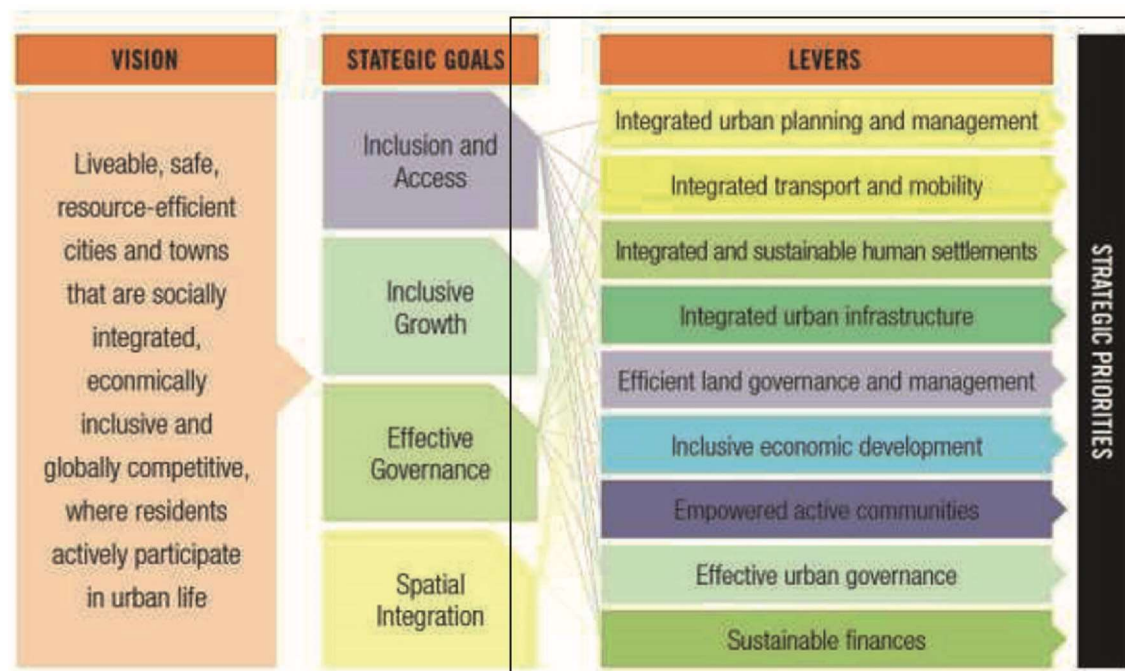 VISION
Liveable, safe,
resource-efficient
cities and towns
that are socially
integrated,
econmically
inclusive and
globally competitive,
where residents
actively participate
in urban life
STATEGIC GOALS
Inclusion and
Access
Inclusive
Growth
Effective
Governance
Spatial
Integration
LEVERS
Integrated urban planning and management
Integrated transport and mobility
Integrated and sustainable human settlements
Integrated urban infrastructure
Efficient land governance and management
Inclusive economic development
Empowered active communities
Effective urban governance
Sustainable finances
STRATEGIC PRIORITIES